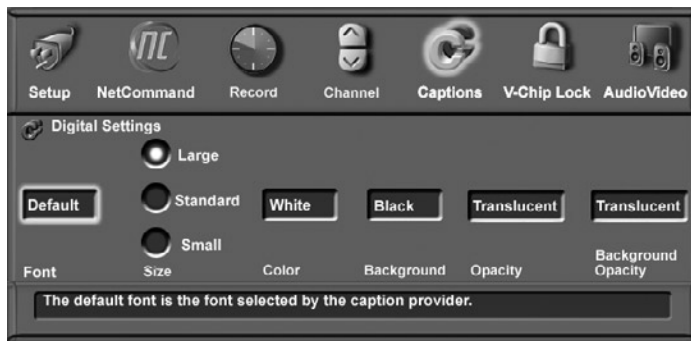 NC
Setup NetCommand Record Channel Captions V-Chip Lock AudioVideo
Digital Settings
Large
Default Standard White Black Translucent Translucent
Small
Font Size Color Background Opacity Background Opacity
The default font is the font selected by the caption provider.